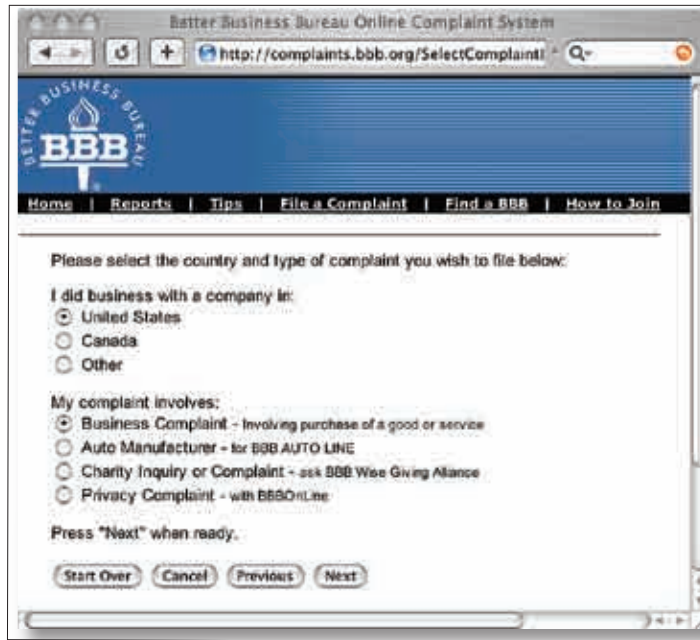 Better Business Bureau Online Complaint System
http://complaints.bbb.org/SelectComplaintI
Q
BETTER BUSINESS BUREAU
BBB
Home | Reports | Tips | File a Complaint | Find a BBB | How to Join
Please select the country and type of complaint you wish to file below:
I did business with a company in:
United States
Canada
Other
My complaint involves:
Business Complaint - Involving purchase of a good or service
Auto Manufacturer - for BBB AUTO LINE
Charity Inquiry or Complaint - ask BBB Wise Giving Aliance
Privacy Complaint - with BBBOnLine
Press "Next" when ready.
Start Over Cancel Previous Next